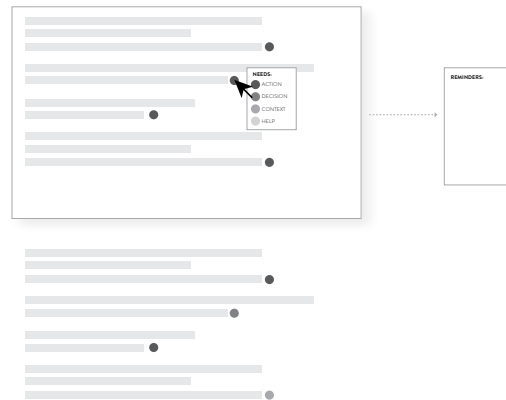 NEEDS:
ACTION
DECISION
CONTEXT
HELP
REMINDERS: